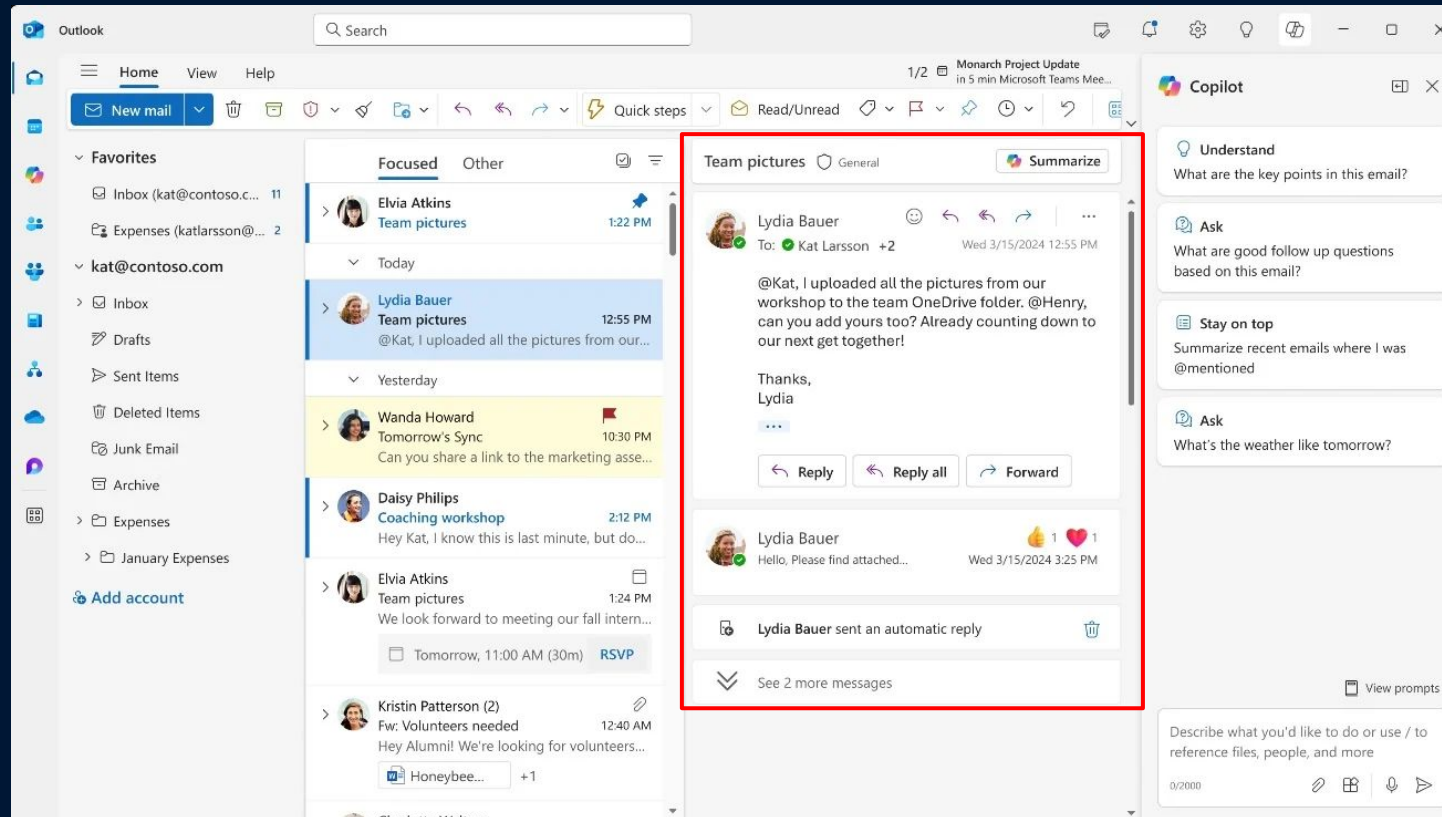 Outlook
Search
Home View Help
1/2 Monarch Project Update
in 5 min Microsoft Teams Mee...
New mail
Quick steps
Read/Unread
Favorites
Inbox (kat@contoso.c... 11
Expenses (katlarsson@... 2
kat@contoso.com
Inbox
Drafts
Sent Items
Deleted Items
Junk Email
Archive
Expenses
January Expenses
Add account
Focused Other
Elvia Atkins
Team pictures 1:22 PM
Today
Lydia Bauer
Team pictures 12:55 PM
@Kat, I uploaded all the pictures from our...
Yesterday
Wanda Howard
Tomorrow's Sync 10:30 PM
Can you share a link to the marketing asse...
Daisy Philips
Coaching workshop 2:12 PM
Hey Kat, I know this is last minute, but do...
Elvia Atkins
Team pictures 1:24 PM
We look forward to meeting our fall intern...
Tomorrow, 11:00 AM (30m) RSVP
Kristin Patterson (2)
Fw: Volunteers needed 12:40 AM
Hey Alumni! We're looking for volunteers...
Honeybee... +1
Team pictures General Summarize
Lydia Bauer
To: Kat Larsson +2 Wed 3/15/2024 12:55 PM
@Kat, I uploaded all the pictures from our
workshop to the team OneDrive folder. @Henry,
can you add yours too? Already counting down to
our next get together!
Thanks,
Lydia
...
Reply Reply all Forward
Lydia Bauer 1 1
Hello, Please find attached... Wed 3/15/2024 3:25 PM
Lydia Bauer sent an automatic reply
See 2 more messages
Copilot
Understand
What are the key points in this email?
Ask
What are good follow up questions
based on this email?
Stay on top
Summarize recent emails where I was
@mentioned
Ask
What's the weather like tomorrow?
View prompts
Describe what you'd like to do or use / to
reference files, people, and more
0/2000